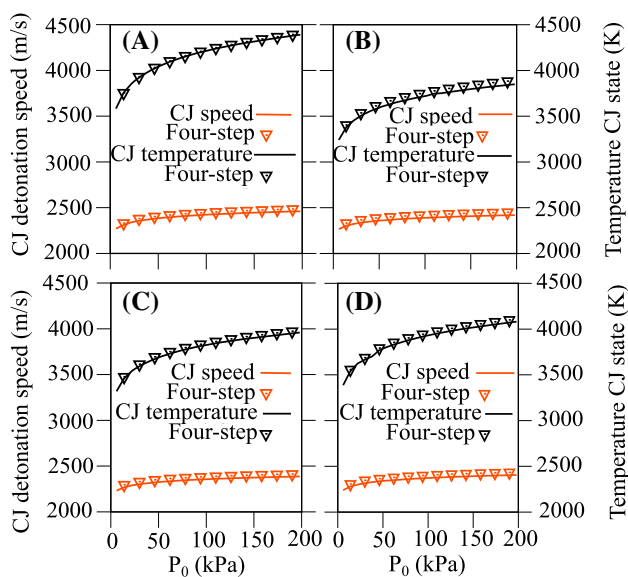 4500
4000
3500
3000
2500
2000
CJ detonation speed (m/s)
(A)
CJ speed
Four-step
CJ temperature
Four-step
(B)
CJ speed
Four-step
CJ temperature
Four-step
4500
4000
3500
3000
2500
2000
Temperature CJ state (K)
4500
4000
3500
3000
2500
2000
CJ detonation speed (m/s)
(C)
CJ speed
Four-step
CJ temperature
Four-step
0 50 100 150 200
P0 (kPa)
(D)
CJ speed
Four-step
CJ temperature
Four-step
0 50 100 150 200
P0 (kPa)
4500
4000
3500
3000
2500
2000
Temperature CJ state (K)